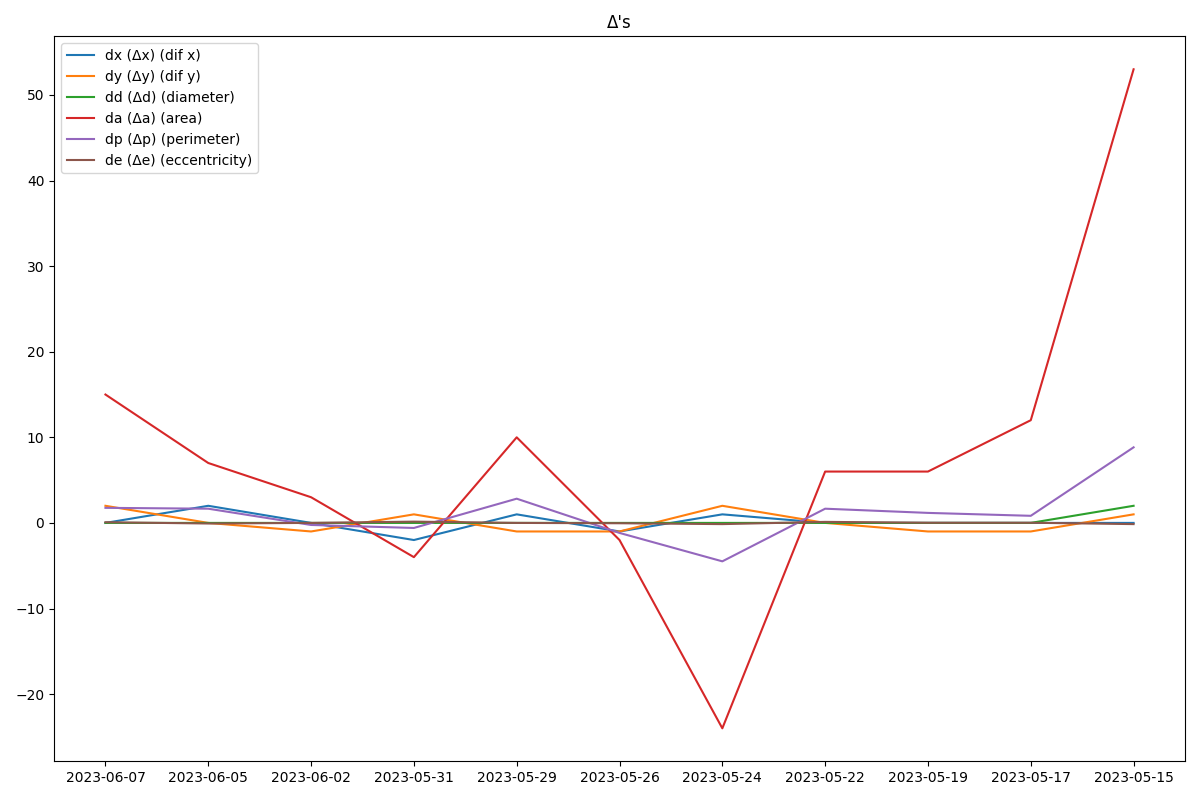 Δ's
dx (Δx) (dif x)
dy (Δy) (dif y)
dd (Δd) (diameter)
da (Δa) (area)
dp (Δp) (perimeter)
de (Δe) (eccentricity)
50
40
30
20
10
0
−10
−20
2023-06-07 2023-06-05 2023-06-02 2023-05-31 2023-05-29 2023-05-26 2023-05-24 2023-05-22 2023-05-19 2023-05-17 2023-05-15